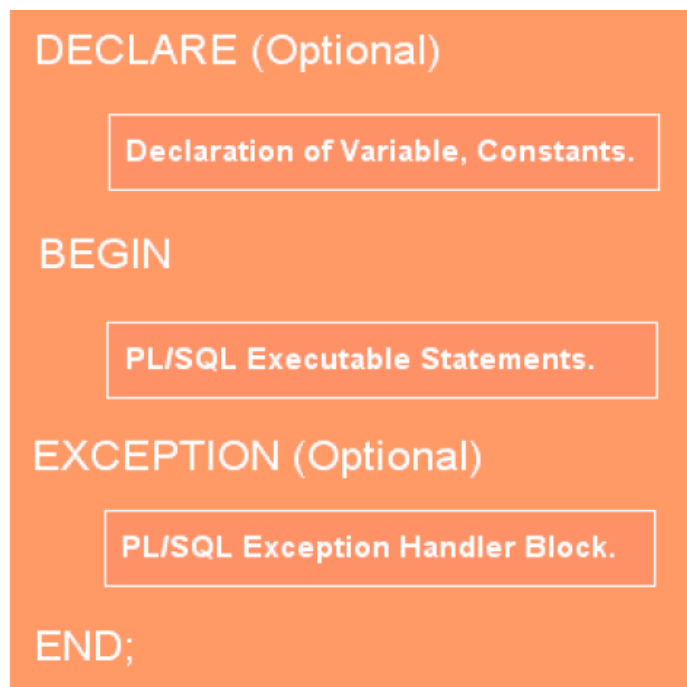 DECLARE (Optional)
Declaration of Variable, Constants.
BEGIN
PL/SQL Executable Statements.
EXCEPTION (Optional)
PL/SQL Exception Handler Block.
END;